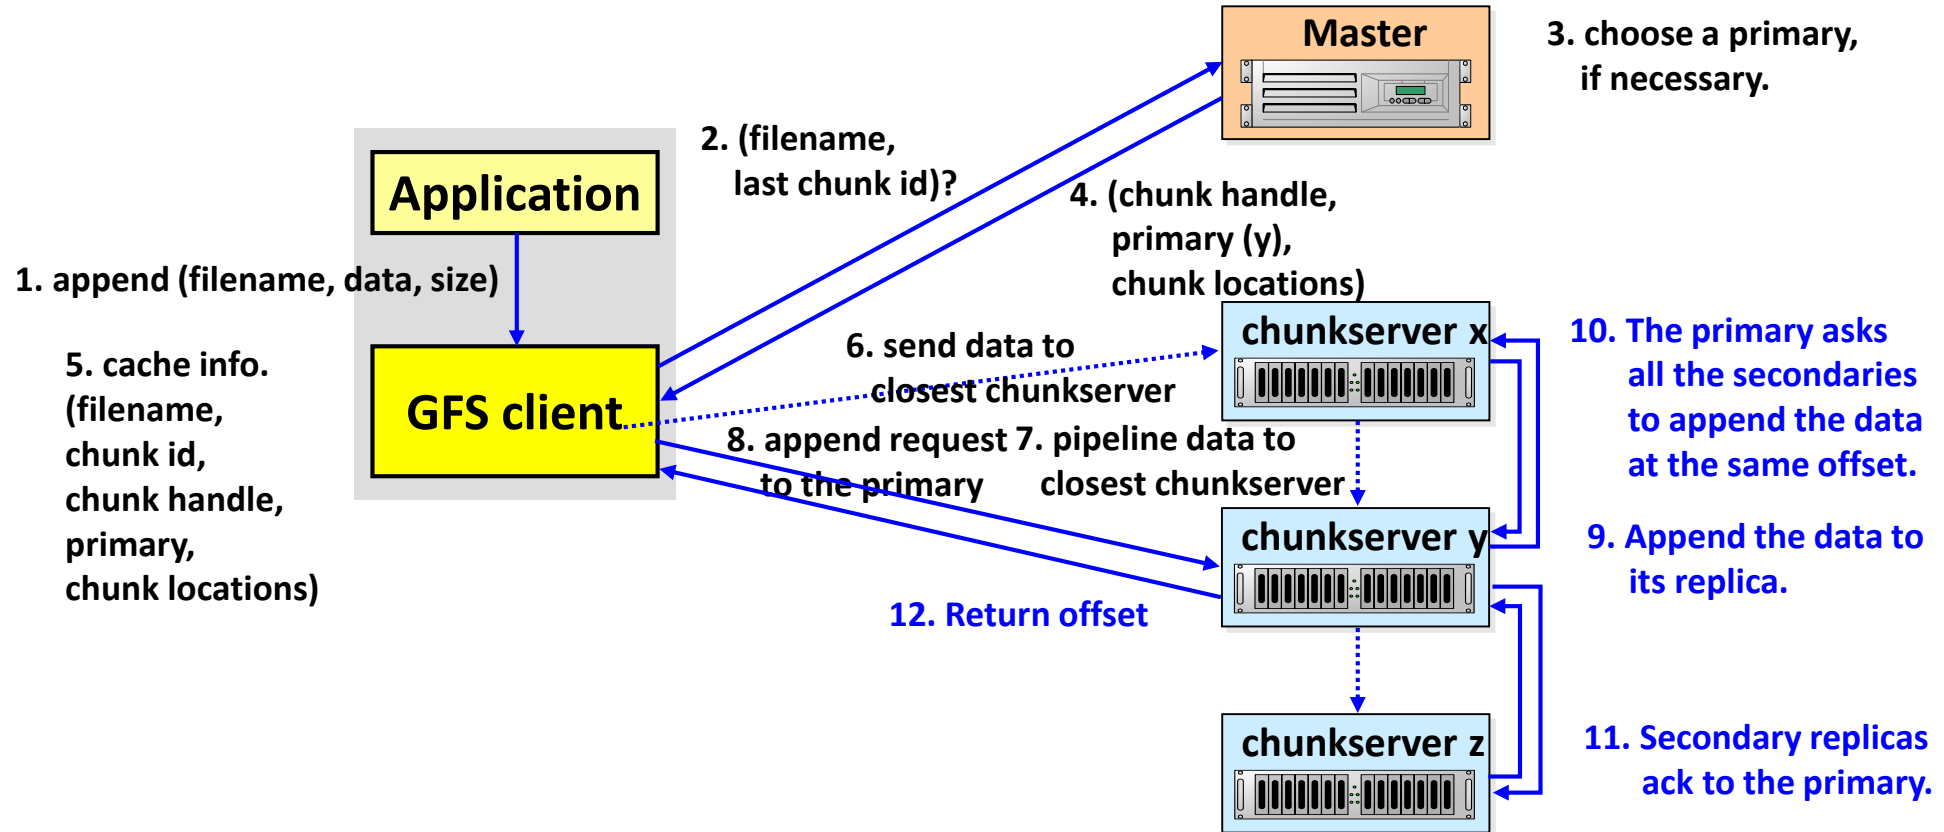 Master
3. choose a primary,
if necessary.
2. (filename,
last chunk id)?
Application
4. (chunk handle,
primary (y),
chunk locations)
1. append (filename, data, size)
5. cache info.
(filename,
chunk id,
chunk handle,
primary,
chunk locations)
GFS client
6. send data to
closest chunkserver
chunkserver x
10. The primary asks
all the secondaries
to append the data
at the same offset.
8. append request
to the primary
7. pipeline data to
closest chunkserver
chunkserver y
9. Append the data to
its replica.
12. Return offset
chunkserver z
11. Secondary replicas
ack to the primary.